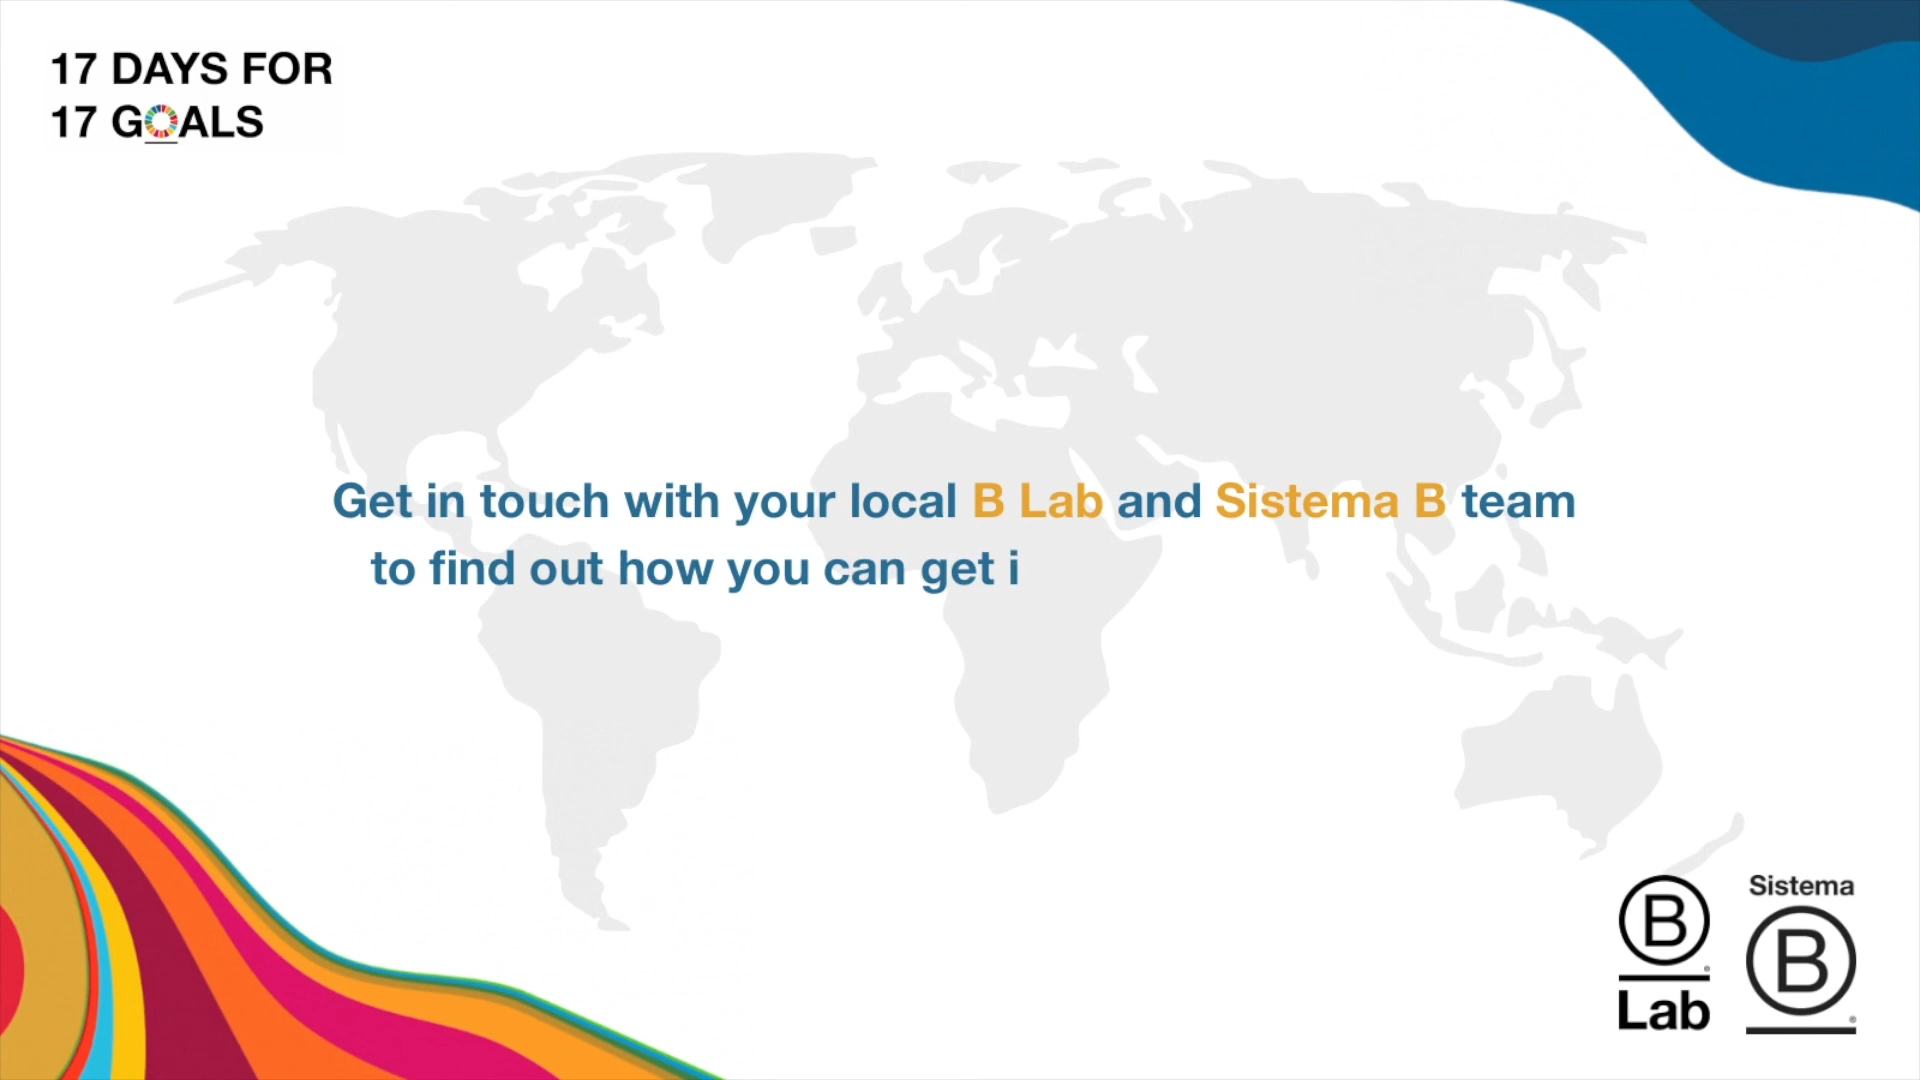 17 DAYS FOR
17 GOALS
Get in touch with your local B Lab and Sistema B team
to find out how you can get i
B
Lab
Sistema
B